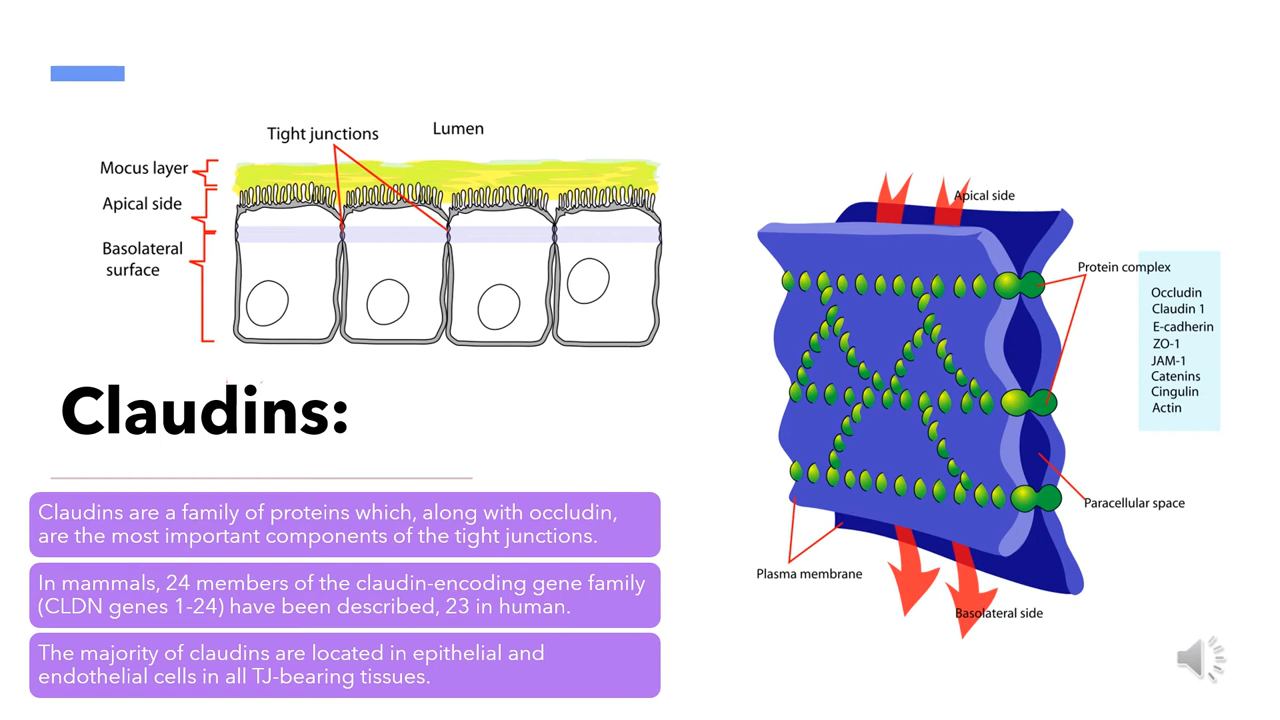 Tight junctions
Lumen
Mocus layer
Apical side
Basolateral
surface
Claudins:
Claudins are a family of proteins which, along with occludin,
are the most important components of the tight junctions.
In mammals, 24 members of the claudin-encoding gene family
(CLDN genes 1-24) have been described, 23 in human.
The majority of claudins are located in epithelial and
endothelial cells in all TJ-bearing tissues.
Apical side
Protein complex
Occludin
Claudin 1
E-cadherin
ZO-1
JAM-1
Catenins
Cingulin
Actin
Paracellular space
Plasma membrane
Basolateral side